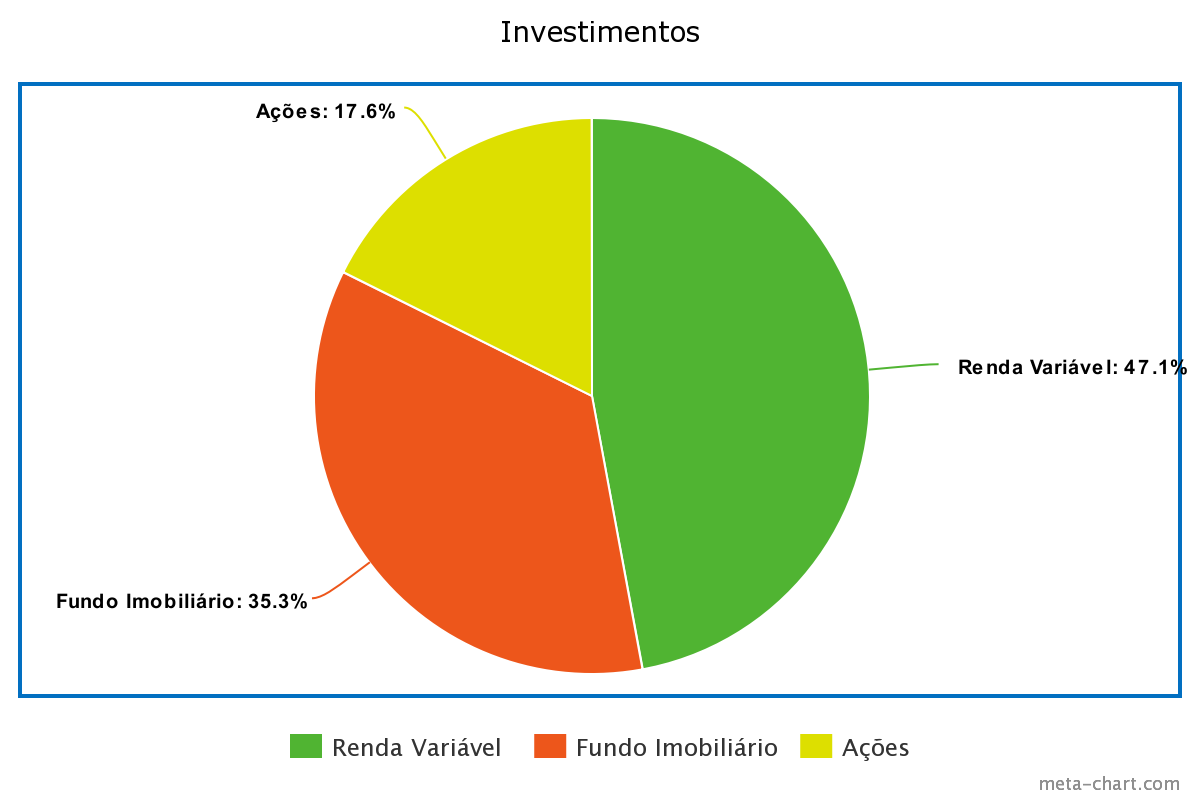 Investimentos
Ações: 17.6%
Renda Variável: 47.1%
Fundo Imobiliário: 35.3%
Renda Variável
Fundo Imobiliário
Ações
meta-chart.com